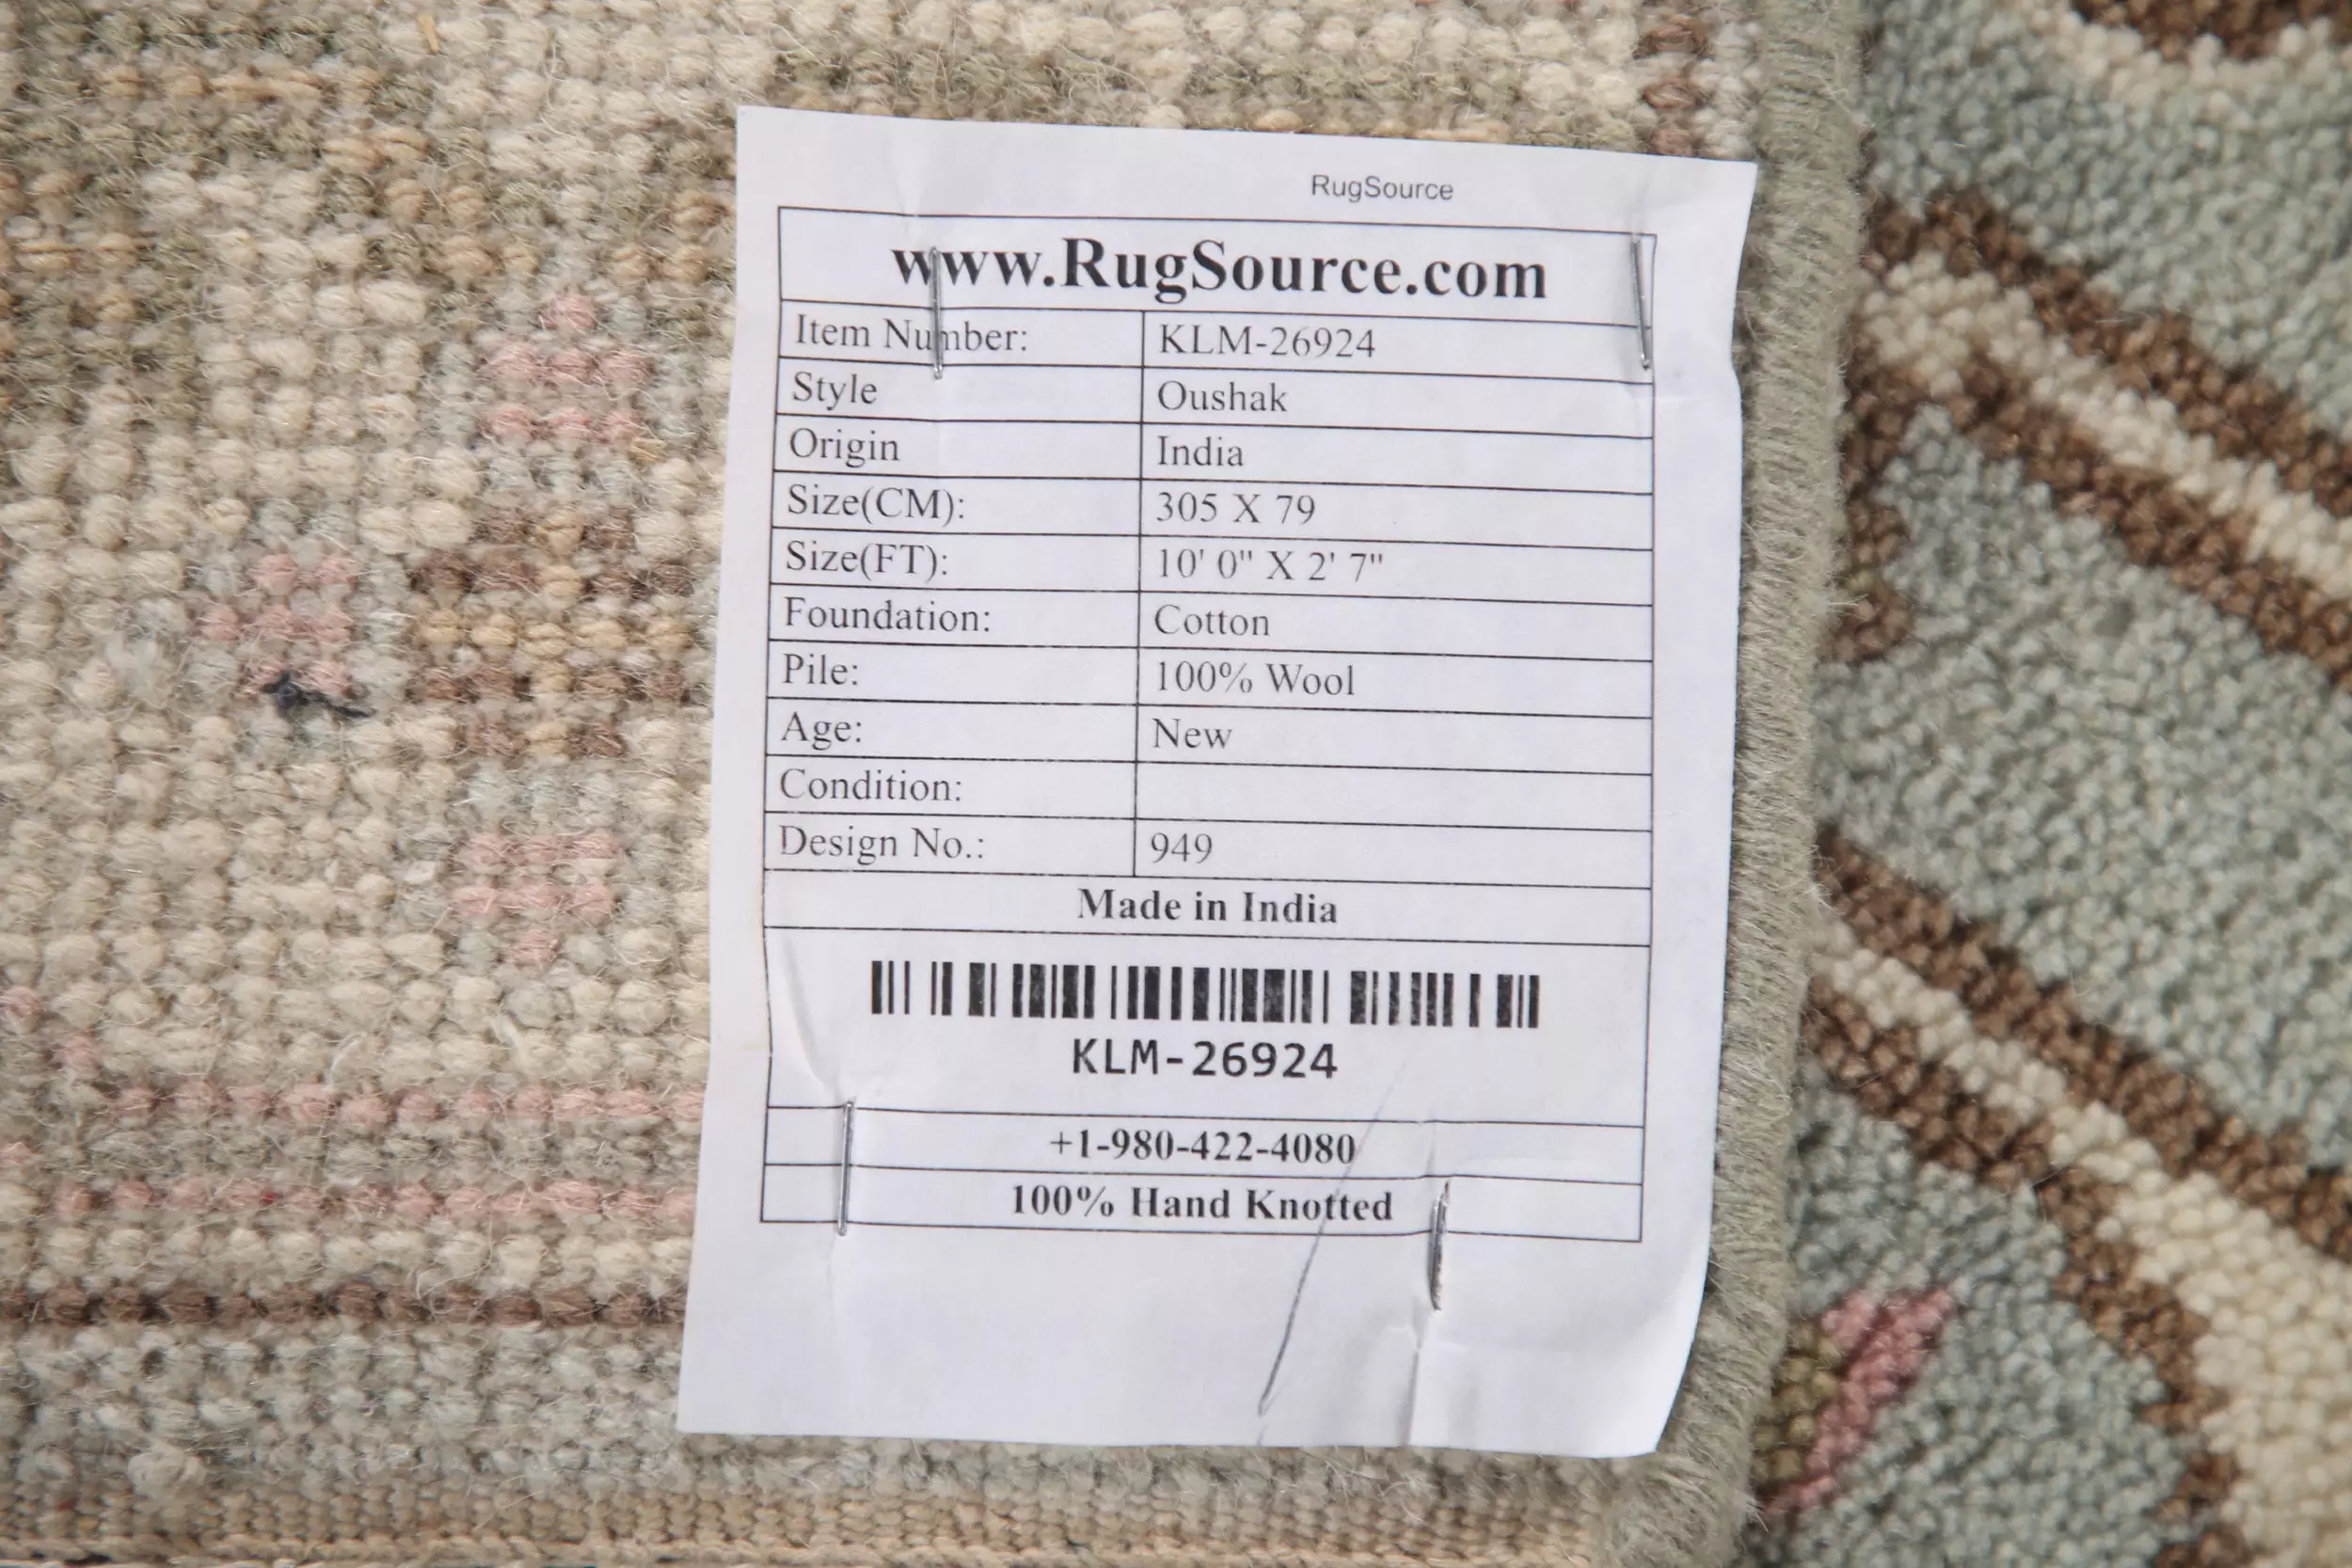 RugSource
www.RugSource.com
Item Number: KLM-26924
Style Oushak
Origin India
Size(CM): 305 X 79
Size(FT): 10' 0" X 2' 7"
Foundation: Cotton
Pile: 100% Wool
Age: New
Condition:
Design No.: 949
Made in India
KLM-26924
+1-980-422-4080
100% Hand Knotted